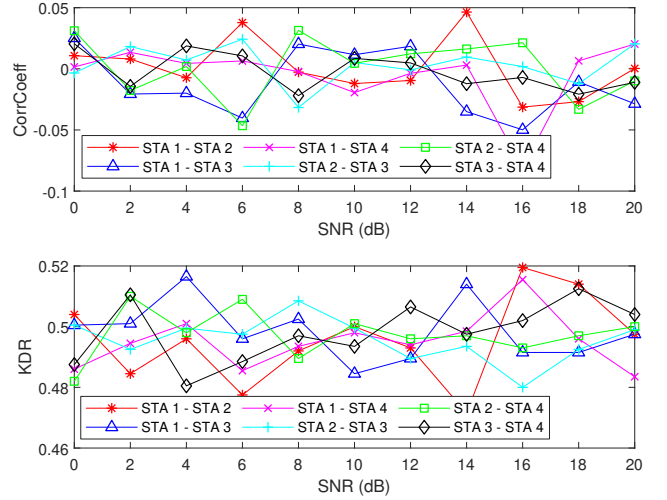 CorrCoeff
0.05
0
-0.05
-0.1
STA 1 - STA 2
STA 1 - STA 4
STA 2 - STA 4
STA 1 - STA 3
STA 2 - STA 3
STA 3 - STA 4
0 2 4 6 8 10 12 14 16 18 20
SNR (dB)
KDR
0.52
0.5
0.48
0.46
STA 1 - STA 2
STA 1 - STA 4
STA 2 - STA 4
STA 1 - STA 3
STA 2 - STA 3
STA 3 - STA 4
0 2 4 6 8 10 12 14 16 18 20
SNR (dB)